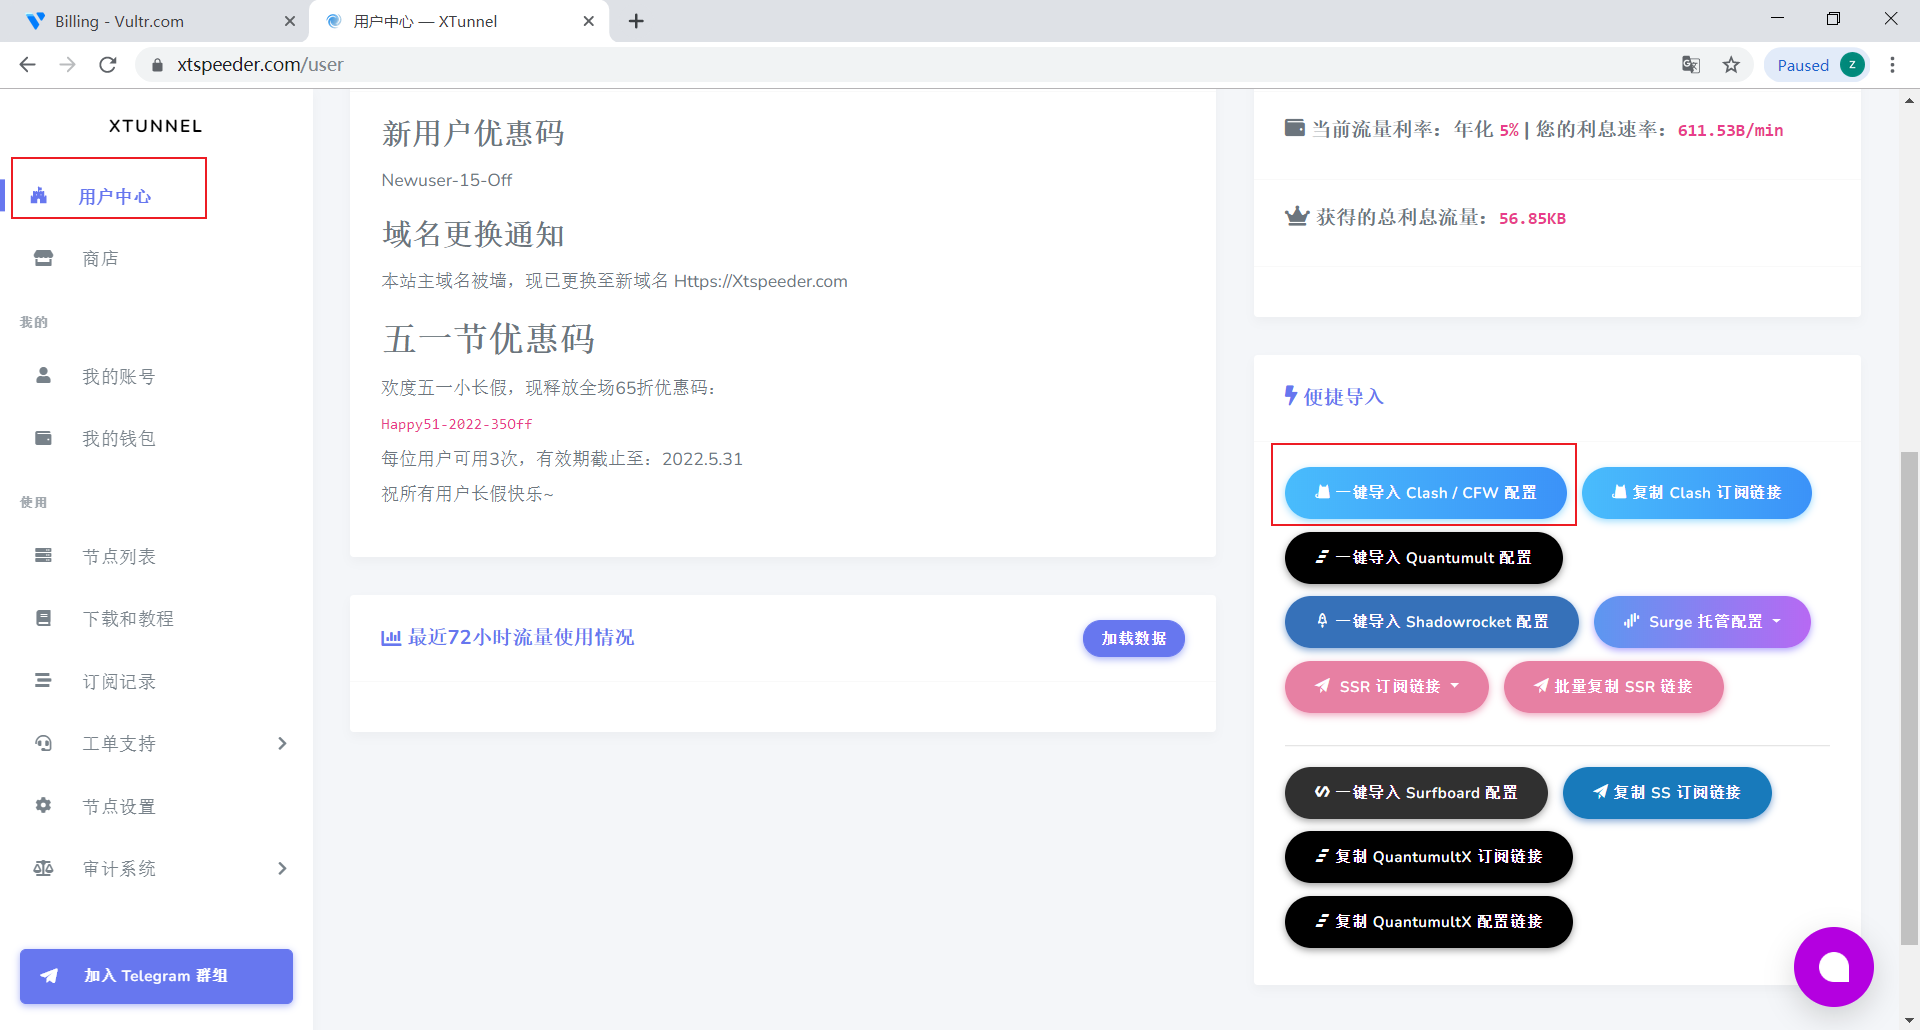 Billing - Vultr.com
用户中心 — XTunnel
xtspeeder.com/user
Paused
Z
XTUNNEL
用户中心
商店
我的
我的账号
我的钱包
使用
节点列表
下载和教程
订阅记录
工单支持
节点设置
审计系统
加入 Telegram 群组
新用户优惠码
Newuser-15-Off
域名更换通知
本站主域名被墙，现已更换至新域名 Https://Xtspeeder.com
五一节优惠码
欢度五一小长假，现释放全场65折优惠码：
Happy51-2022-35Off
每位用户可用3次，有效期截止至：2022.5.31
祝所有用户长假快乐~
最近72小时流量使用情况
加载数据
当前流量利率：年化 5% | 您的利息速率：611.53B/min
获得的总利息流量：56.85KB
便捷导入
一键导入 Clash / CFW 配置
复制 Clash 订阅链接
一键导入 Quantumult 配置
一键导入 Shadowrocket 配置
Surge 托管配置
SSR 订阅链接
批量复制 SSR 链接
一键导入 Surfboard 配置
复制 SS 订阅链接
复制 QuantumultX 订阅链接
复制 QuantumultX 配置链接